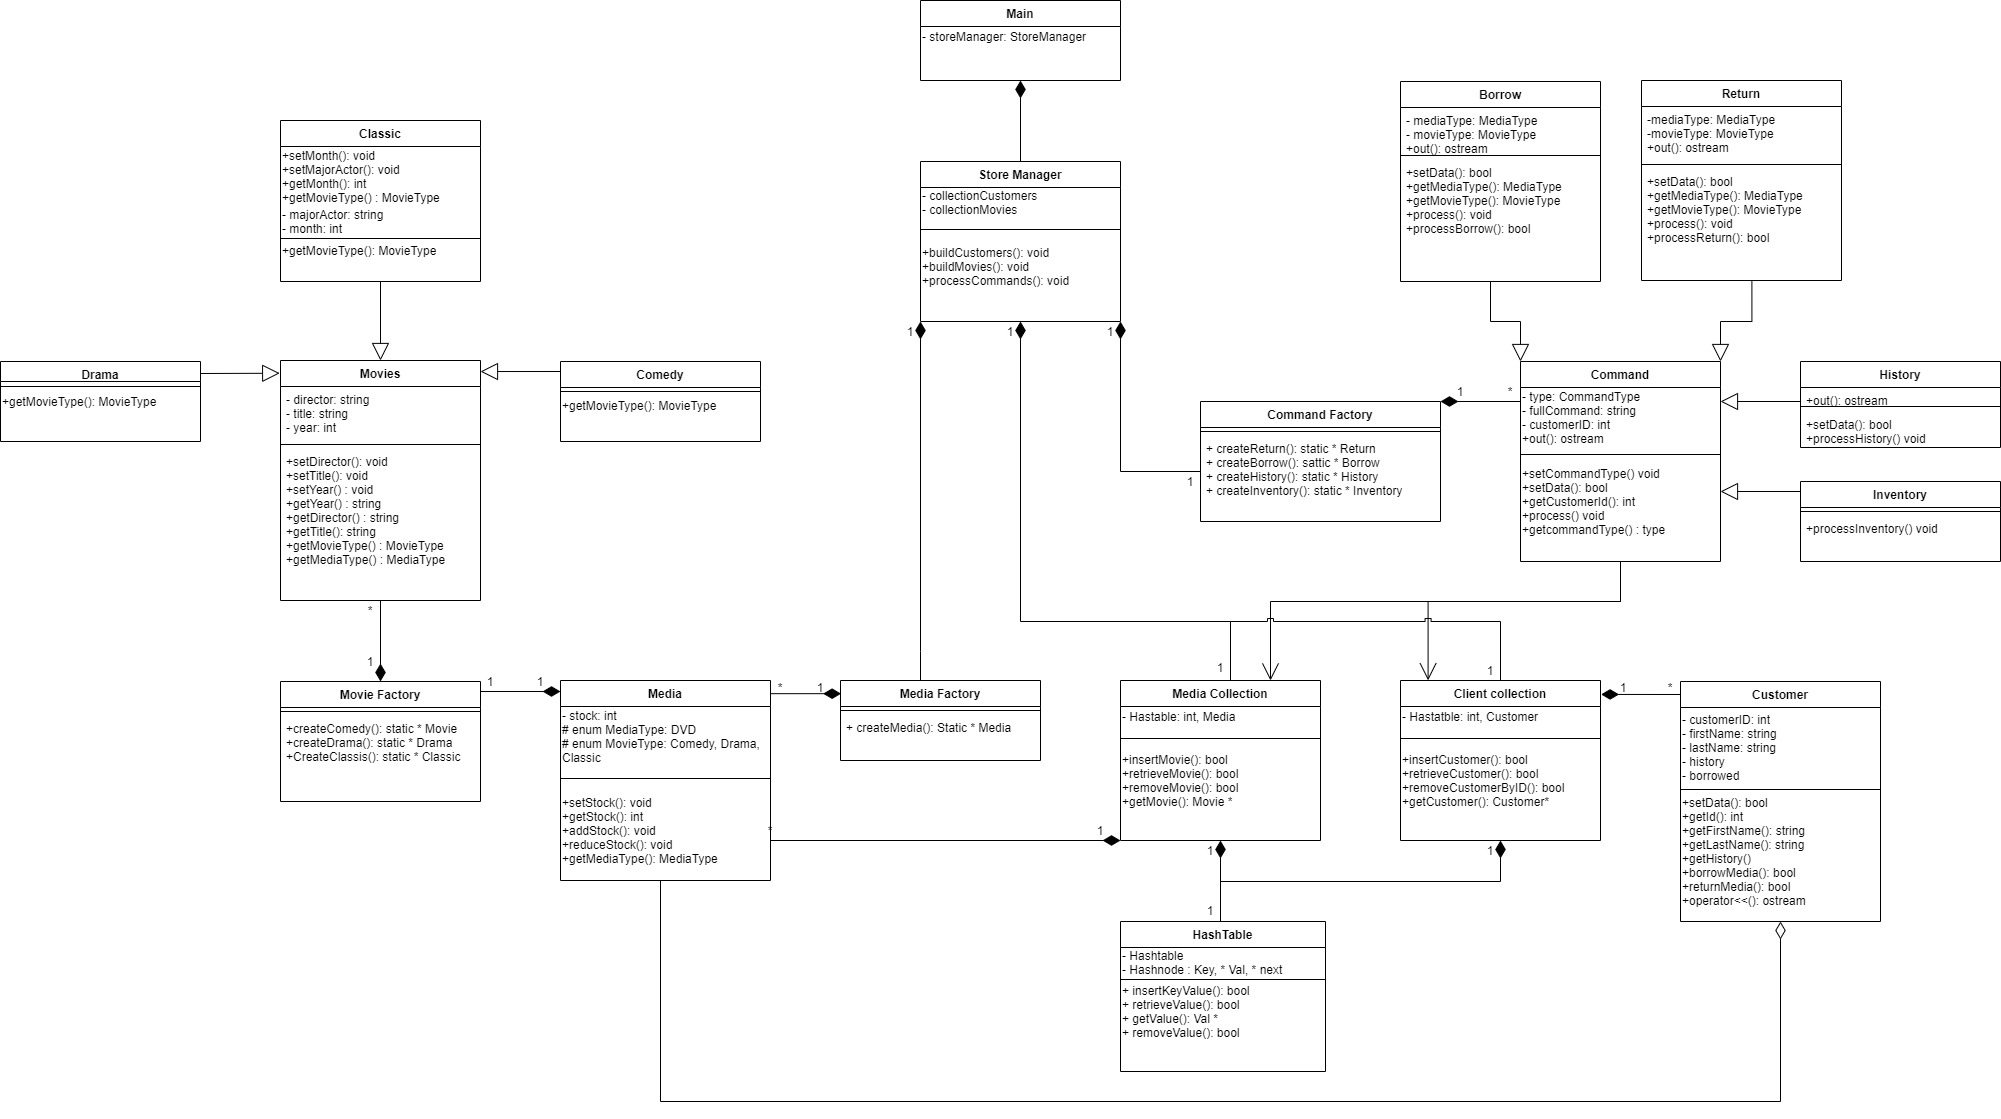 Main
- storeManager: StoreManager
Borrow
- mediaType: MediaType
- movieType: MovieType
+out(): ostream
+setData(): bool
+getMediaType(): MediaType
+getMovieType(): MovieType
+process(): void
+processBorrow(): bool
Return
-mediaType: MediaType
-movieType: MovieType
+out(): ostream
+setData(): bool
+getMediaType(): MediaType
+getMovieType(): MovieType
+process(): void
+processReturn(): bool
Classic
+setMonth(): void
+setMajorActor(): void
+getMonth(): int
+getMovieType() : MovieType
- majorActor: string
- month: int
+getMovieType(): MovieType
Store Manager
- collectionCustomers
- collectionMovies
+buildCustomers(): void
+buildMovies(): void
+processCommands(): void
1
1
1
Drama
+getMovieType(): MovieType
Movies
- director: string
- title: string
- year: int
+setDirector(): void
+setTitle(): void
+setYear() : void
+getYear() : string
+getDirector() : string
+getTitle(): string
+getMovieType() : MovieType
+getMediaType() : MediaType
Comedy
+getMovieType(): MovieType
Command Factory
+ createReturn(): static * Return
+ createBorrow(): sattic * Borrow
+ createHistory(): static * History
+ createInventory(): static * Inventory
1
1
*
Command
- type: CommandType
- fullCommand: string
- customerID: int
+out(): ostream
+setCommandType() void
+setData(): bool
+getCustomerId(): int
+process() void
+getcommandType() : type
History
+out(): ostream
+setData(): bool
+processHistory() void
Inventory
+processInventory() void
*
1
Movie Factory
+createComedy(): static * Movie
+createDrama(): static * Drama
+CreateClassis(): static * Classic
1
1
Media
- stock: int
# enum MediaType: DVD
# enum MovieType: Comedy, Drama,
Classic
+setStock(): void
+getStock(): int
+addStock(): void
+reduceStock(): void
+getMediaType(): MediaType
*
1
Media Factory
+ createMedia(): Static * Media
*
1
1
Media Collection
- Hastable: int, Media
+insertMovie(): bool
+retrieveMovie(): bool
+removeMovie(): bool
+getMovie(): Movie *
1
1
Client collection
- Hastatble: int, Customer
+insertCustomer(): bool
+retrieveCustomer(): bool
+removeCustomerByID(): bool
+getCustomer(): Customer*
1
1
*
Customer
- customerID: int
- firstName: string
- lastName: string
- history
- borrowed
+setData(): bool
+getId(): int
+getFirstName(): string
+getLastName(): string
+getHistory()
+borrowMedia(): bool
+returnMedia(): bool
+operator<<(): ostream
1
1
HashTable
- Hashtable
- Hashnode : Key, * Val, * next
+ insertKeyValue(): bool
+ retrieveValue(): bool
+ getValue(): Val *
+ removeValue(): bool